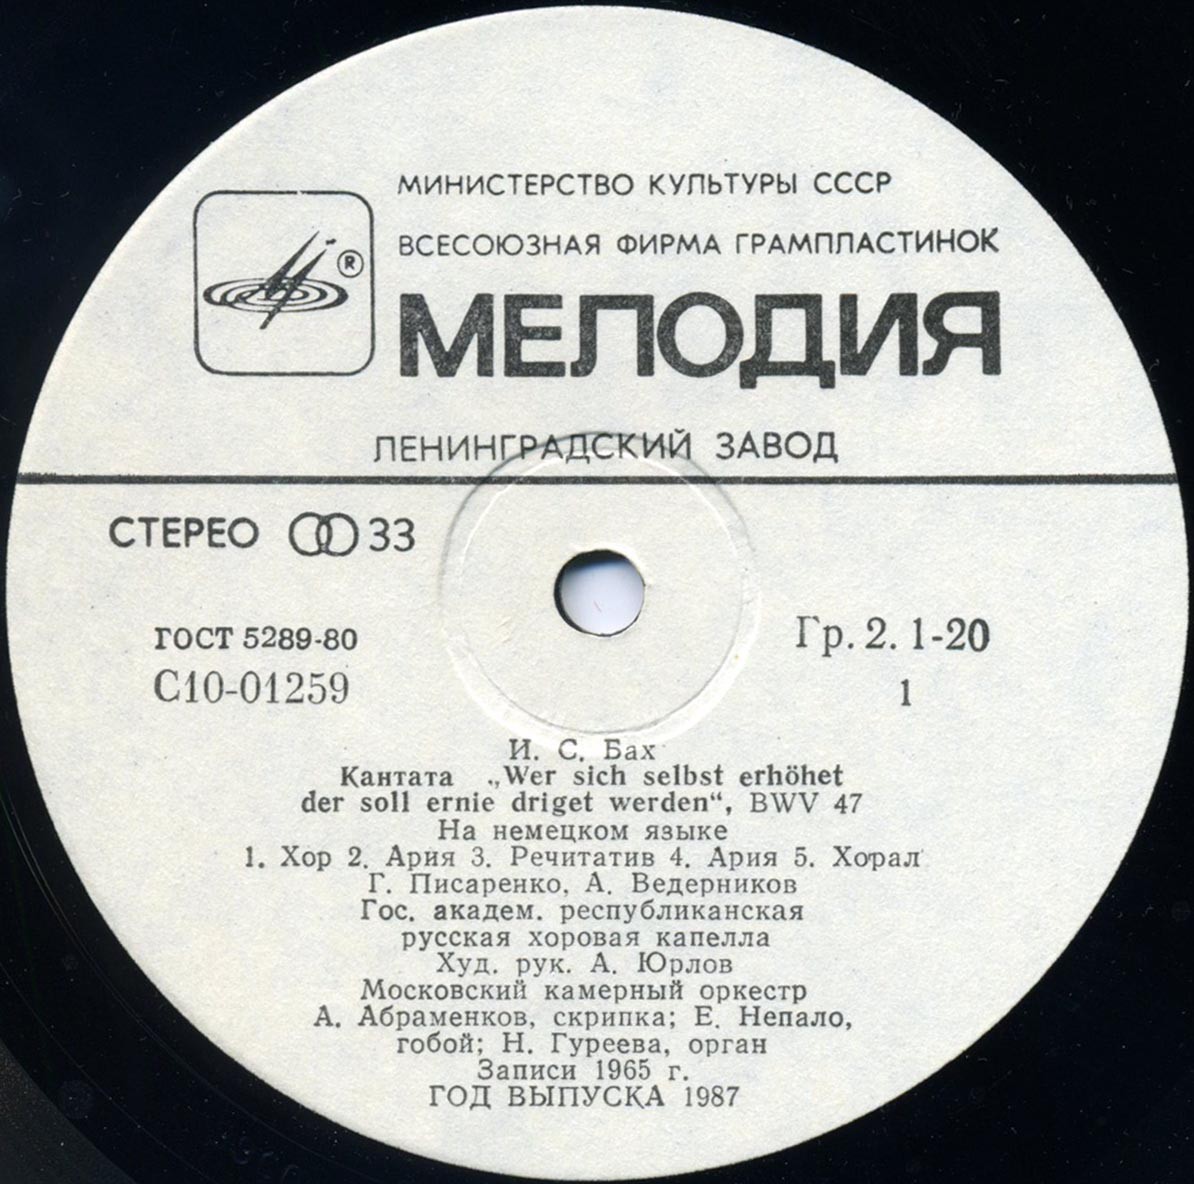 МИНИСТЕРСТВО КУЛЬТУРЫ СССР
ВСЕСОЮЗНАЯ ФИРМА ГРАМПЛАСТИНОК
®
МЕЛОДИЯ
ЛЕНИНГРАДСКИЙ ЗАВОД
СТЕРЕО 33
ГОСТ 5289-80
Гр. 2. 1-20
С10-01259
1
И. С. Бах
Кантата „Wer sich selbst erhöhet
der soll ernie driget werden“, BWV 47
На немецком языке
1. Хор 2. Ария 3. Речитатив 4. Ария 5. Хорал
Г. Писаренко, А. Ведерников
Гос. академ. республиканская
русская хоровая капелла
Худ. рук. А. Юрлов
Московский камерный оркестр
А. Абраменков, скрипка; Е. Непало,
гобой; Н. Гуреева, орган
Записи 1965 г.
ГОД ВЫПУСКА 1987